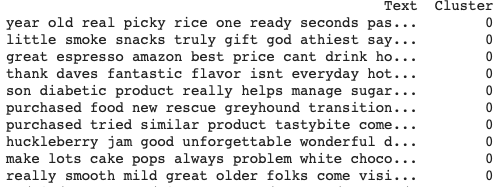 Text Cluster
year old real picky rice one ready seconds pas... 0
little smoke snacks truly gift god athiest say... 0
great espresso amazon best price cant drink ho... 0
thank daves fantastic flavor isnt everyday hot... 0
son diabetic product really helps manage sugar... 0
purchased food new rescue greyhound transition... 0
purchased tried similar product tastybite come... 0
huckleberry jam good unforgettable wonderful d... 0
make lots cake pops always problem white choco... 0
really smooth mild great older folks come visi... 0